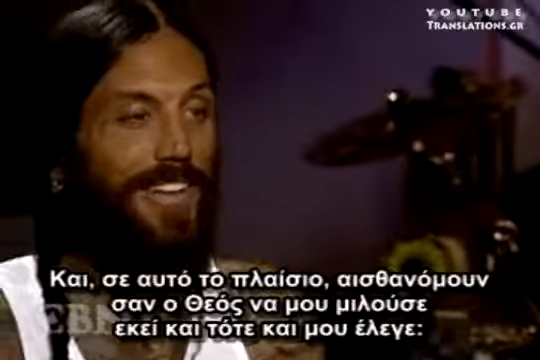 YOUTUBE
TRANSLATIONS.GR
Και, σε αυτό το πλαίσιο, αισθανόμουν
σαν ο Θεός να μου μιλούσε
εκεί και τότε και μου έλεγε: